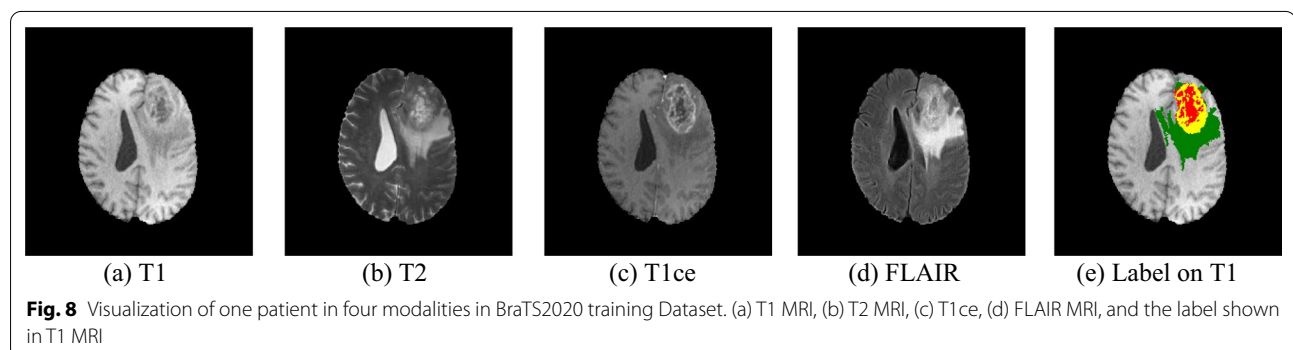 (a) T1 (b) T2 (c) T1ce (d) FLAIR (e) Label on T1
Fig. 8 Visualization of one patient in four modalities in BraTS2020 training Dataset. (a) T1 MRI, (b) T2 MRI, (c) T1ce, (d) FLAIR MRI, and the label shown
in T1 MRI